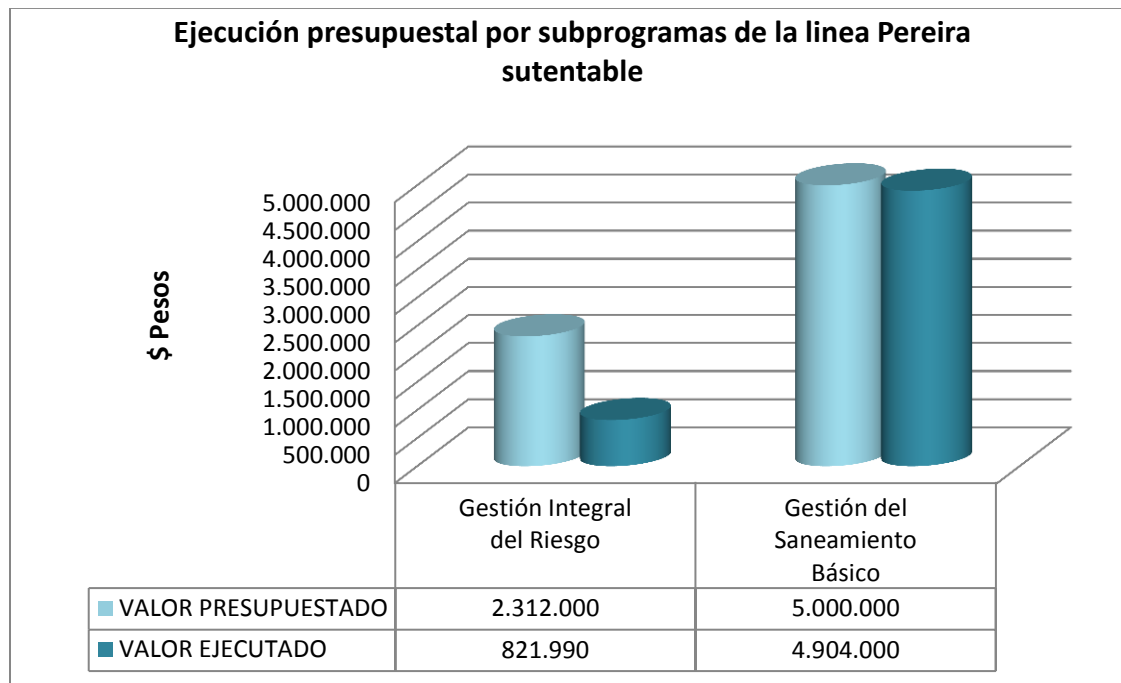 Ejecución presupuestal por subprogramas de la linea Pereira
sutentable
$ Pesos
5.000.000
4.500.000
4.000.000
3.500.000
3.000.000
2.500.000
2.000.000
1.500.000
1.000.000
500.000
0
Gestión Integral
del Riesgo
Gestión del
Saneamiento
Básico
VALOR PRESUPUESTADO 2.312.000 5.000.000
VALOR EJECUTADO 821.990 4.904.000